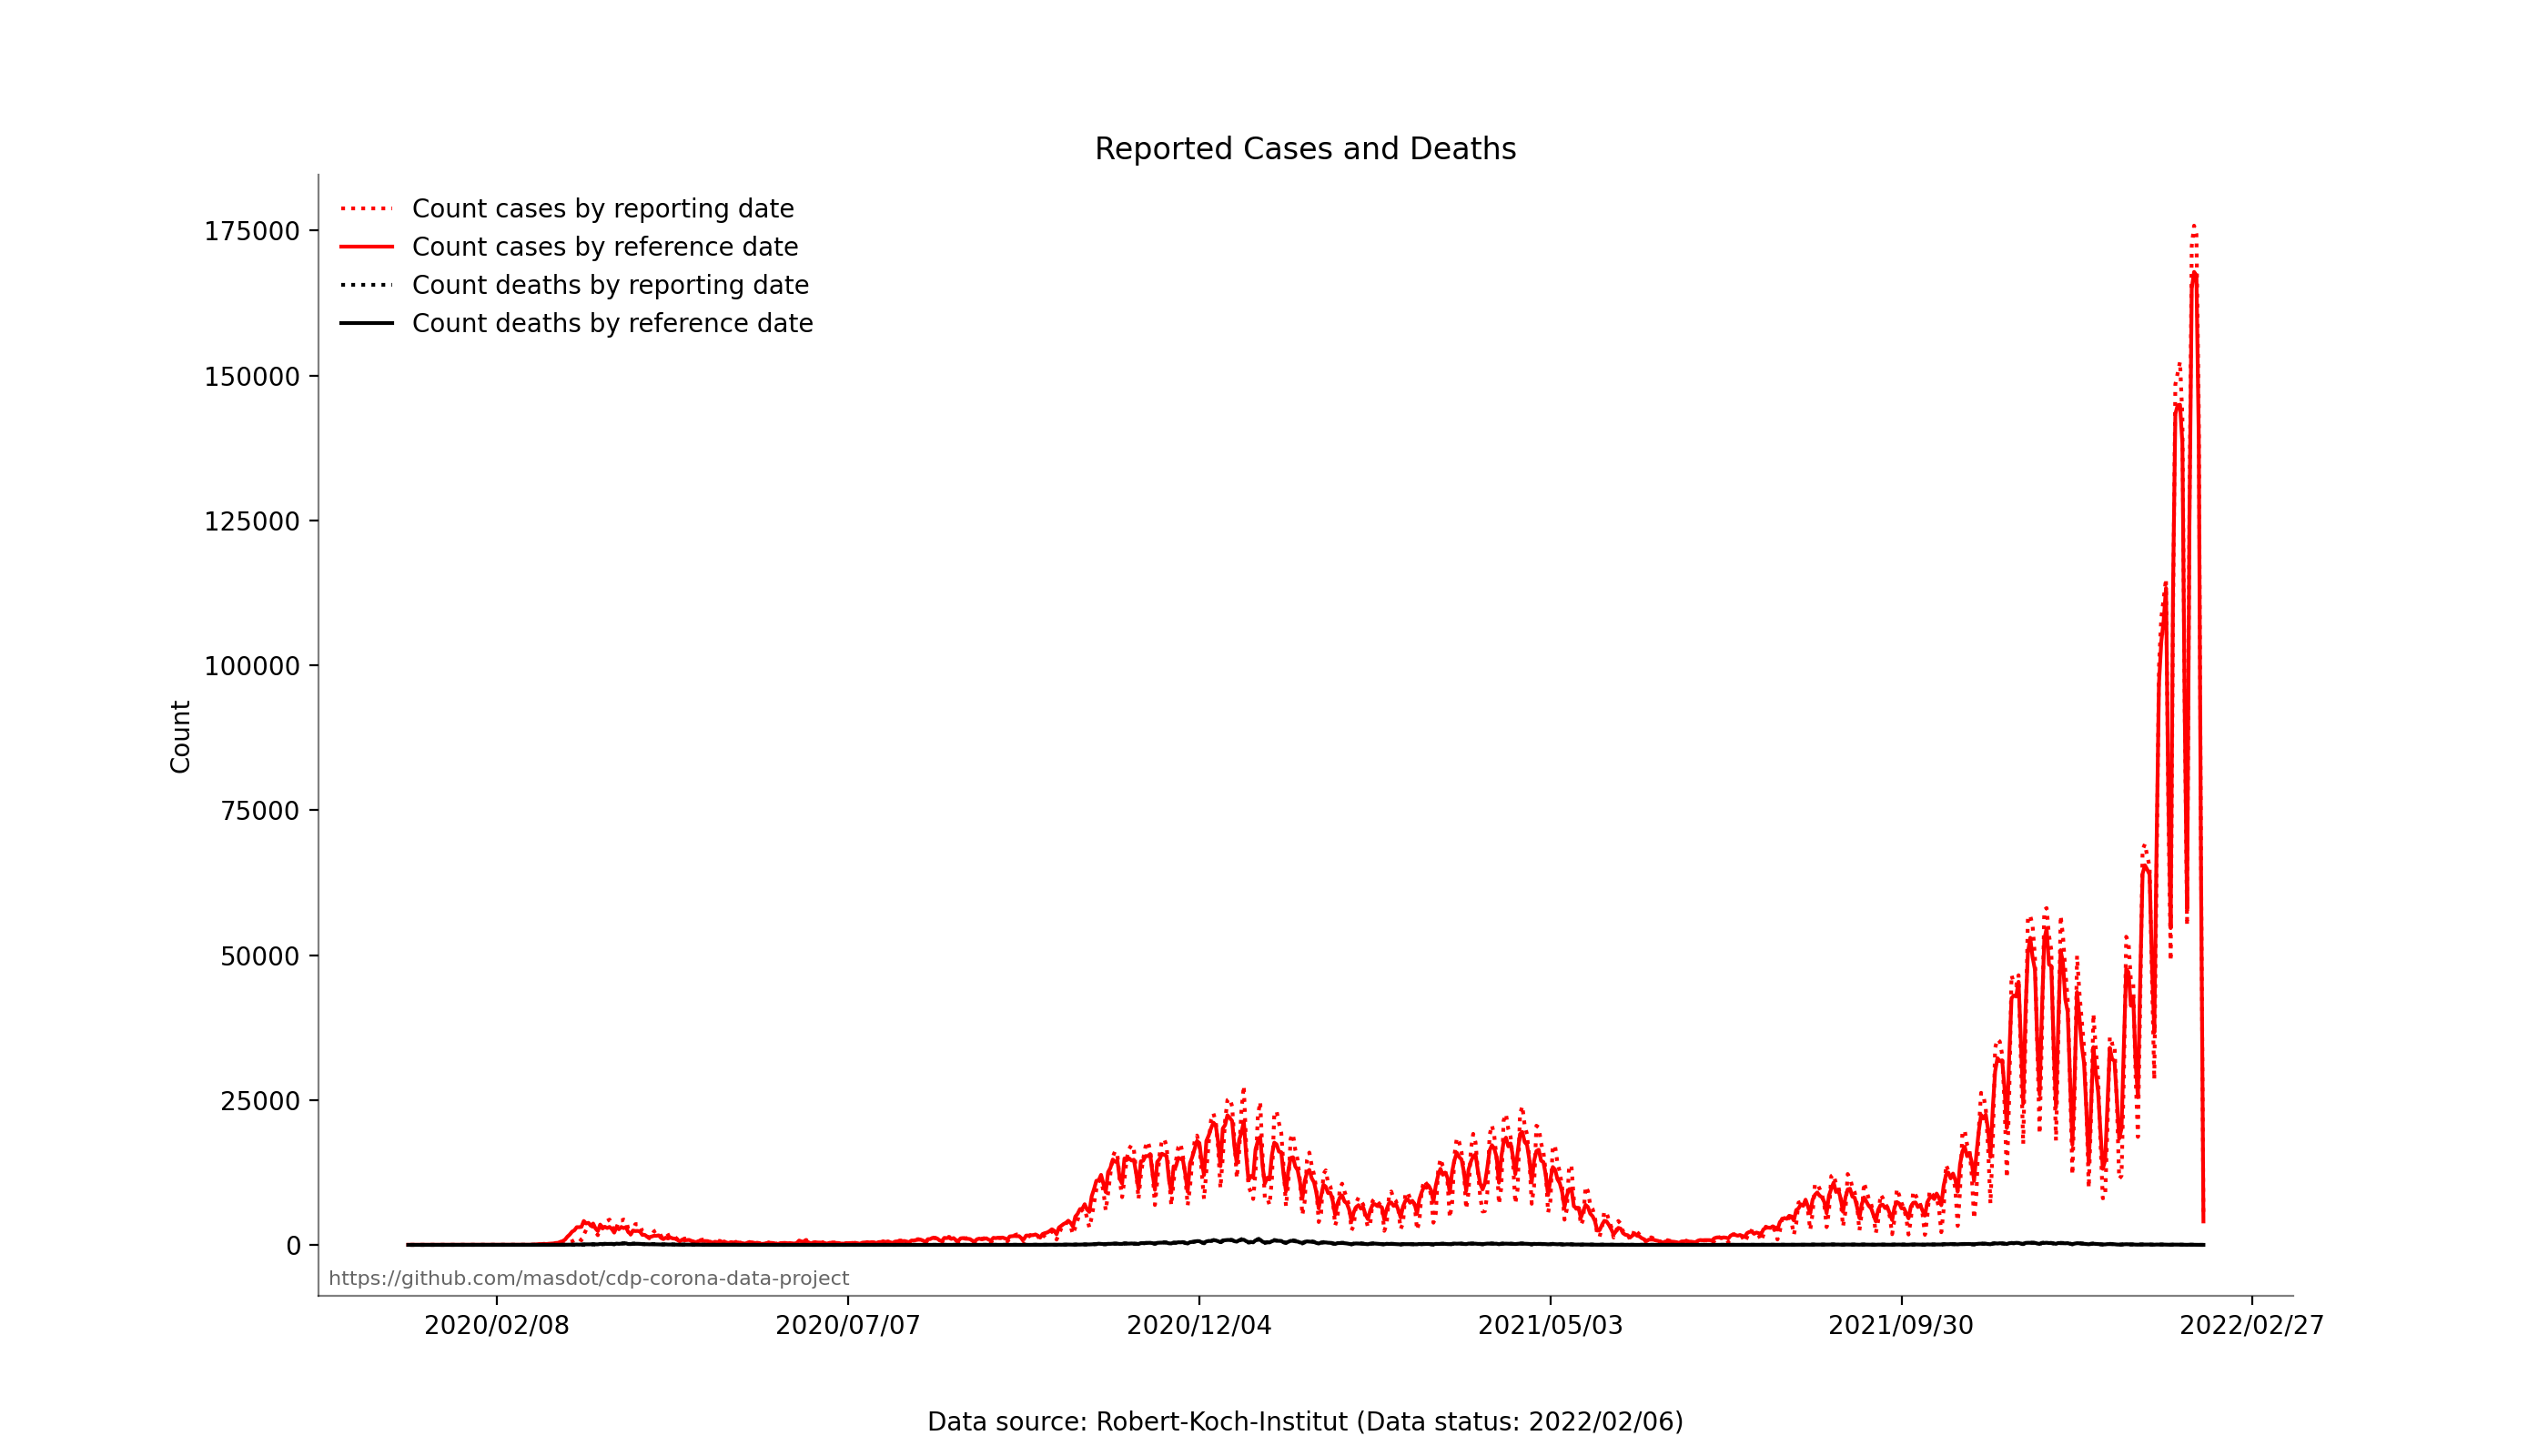 Reported Cases and Deaths
Count cases by reporting date
Count cases by reference date
Count deaths by reporting date
Count deaths by reference date
175000
150000
125000
100000
75000
50000
25000
0
Count
https://github.com/masdot/cdp-corona-data-project
2020/02/08
2020/07/07
2020/12/04
2021/05/03
2021/09/30
2022/02/27
Data source: Robert-Koch-Institut (Data status: 2022/02/06)